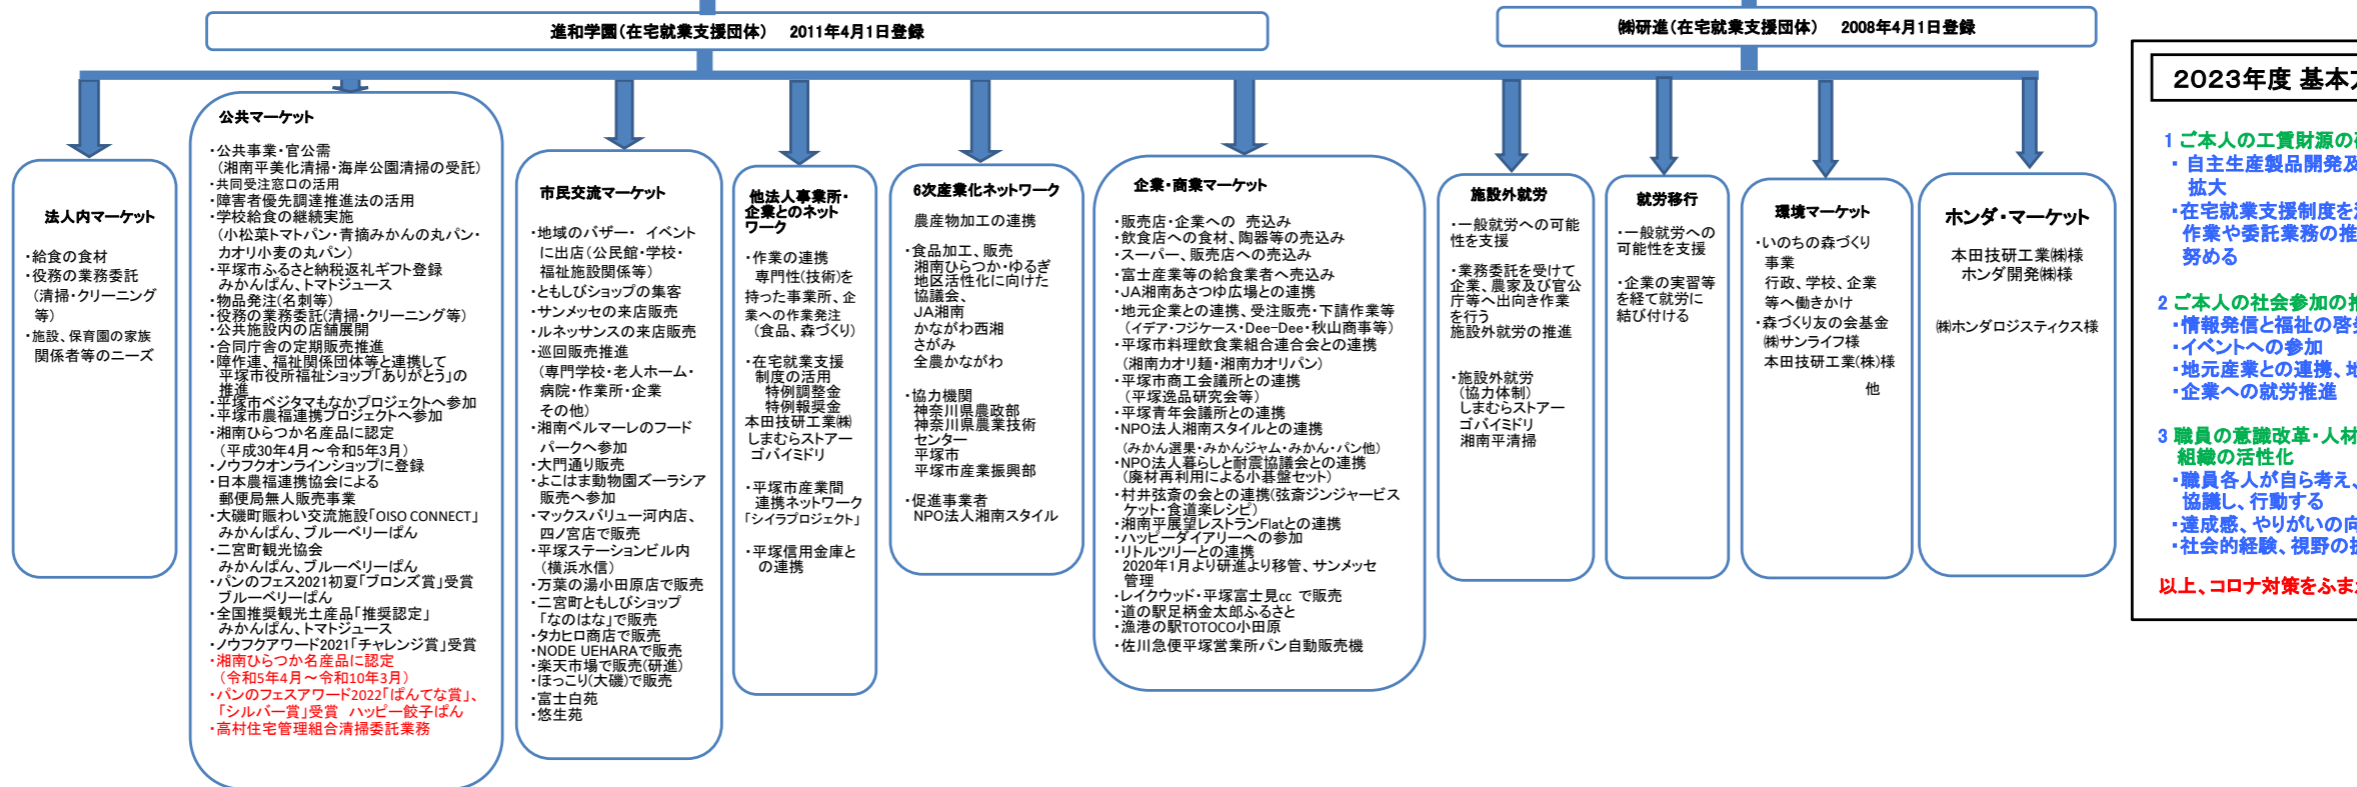 進和学園(在宅就業支援団体)　2011年4月1日登録
㈱研進(在宅就業支援団体)　2008年4月1日登録
法人内マーケット
・給食の食材
・役務の業務委託
(清掃・クリーニング
等)
・施設、保育園の家族
関係者等のニーズ
公共マーケット
・公共事業・官公需
(湘南平美化清掃・海岸公園清掃の受託)
・共同受注窓口の活用
・障害者優先調達推進法の活用
・学校給食の継続実施
(小松菜トマトパン・青摘みかんの丸パン・
カオリ小麦の丸パン)
・平塚市ふるさと納税返礼ギフト登録
みかんぱん、トマトジュース
・物品発注(名刺等)
・役務の業務委託(清掃・クリーニング等)
・公共施設内の店舗展開
・合同庁舎の定期販売推進
・障作連、福祉関係団体等と連携して
平塚市役所福祉ショップ「ありがとう」の
推進
・平塚市ベジタマもなかプロジェクトへ参加
・平塚市農福連携プロジェクトへ参加
・湘南ひらつか名産品に認定
(平成30年4月～令和5年3月)
・ノウフクオンラインショップに登録
・日本農福連携協会による
郵便局無人販売事業
・大磯町賑わい交流施設「OISO CONNECT」
みかんぱん、ブルーベリーぱん
・二宮町観光協会
みかんぱん、ブルーベリーぱん
・パンのフェス2021初夏「ブロンズ賞」受賞
ブルーベリーぱん
・全国推奨観光土産品「推奨認定」
みかんぱん、トマトジュース
・ノウフクアワード2021「チャレンジ賞」受賞
・湘南ひらつか名産品に認定
(令和5年4月～令和10年3月)
・パンのフェスアワード2022「ぱんてな賞」、
「シルバー賞」受賞　ハッピー餃子ぱん
・高村住宅管理組合清掃委託業務
市民交流マーケット
・地域のバザー・ イベント
に出店(公民館・学校・
福祉施設関係等)
・ともしびショップの集客
・サンメッセの来店販売
・ルネッサンスの来店販売
・巡回販売推進
(専門学校・老人ホーム・
病院・作業所・企業
その他)
・湘南ベルマーレのフード
パークへ参加
・大門通り販売
・よこはま動物園ズーラシア
販売へ参加
・マックスバリュー河内店、
四ノ宮店で販売
・平塚ステーションビル内
(横浜水信)
・万葉の湯小田原店で販売
・二宮町ともしびショップ
「なのはな」で販売
・タカヒロ商店で販売
・NODE UEHARAで販売
・楽天市場で販売(研進)
・ほっこり(大磯)で販売
・富士白苑
・悠生苑
他法人事業所・
企業とのネット
ワーク
・作業の連携
専門性(技術)を
持った事業所、企
業への作業発注
(食品、森づくり)
・在宅就業支援
制度の活用
特例調整金
特例報奨金
本田技研工業㈱
しまむらストアー
ゴバイミドリ
・平塚市産業間
連携ネットワーク
「シイラプロジェクト」
・平塚信用金庫と
の連携
6次産業化ネットワーク
農産物加工の連携
・食品加工、販売
湘南ひらつか・ゆるぎ
地区活性化に向けた
協議会、
JA湘南
かながわ西湘
さがみ
全農かながわ
・協力機関
神奈川県農政部
神奈川県農業技術
センター
平塚市
平塚市産業振興部
・促進事業者
NPO法人湘南スタイル
企業・商業マーケット
・販売店・企業への 売込み
・飲食店への食材、陶器等の売込み
・スーパー、販売店への売込み
・富士産業等の給食業者へ売込み
・JA湘南あさつゆ広場との連携
・地元企業との連携、受注販売・下請作業等
(イデア・フジケース・Dee-Dee・秋山商事等)
・平塚市料理飲食業組合連合会との連携
(湘南カオリ麺・湘南カオリパン)
・平塚市商工会議所との連携
(平塚逸品研究会等)
・平塚青年会議所との連携
・NPO法人湘南スタイルとの連携
(みかん選果・みかんジャム・みかん・パン他)
・NPO法人暮らしと耐震協議会との連携
(廃材再利用による小碁盤セット)
・村井弦斎の会との連携(弦斎ジンジャービス
ケット・食道楽レシピ)
・湘南平展望レストランFlatとの連携
・ハッピーダイアリーへの参加
・リトルツリーとの連携
2020年1月より研進より移管、サンメッセ
管理
・レイクウッド・平塚富士見cc で販売
・道の駅足柄金太郎ふるさと
・漁港の駅TOTOCO小田原
・佐川急便平塚営業所パン自動販売機
施設外就労
・一般就労への可能
性を支援
・業務委託を受けて
企業、農家及び官公
庁等へ出向き作業
を行う
施設外就労の推進
・施設外就労
(協力体制)
しまむらストアー
ゴバイミドリ
湘南平清掃
就労移行
・一般就労への
可能性を支援
・企業の実習等
を経て就労に
結び付ける
環境マーケット
・いのちの森づくり
事業
行政、学校、企業
等へ働きかけ
・森づくり友の会基金
㈱サンライフ様
本田技研工業(株)様
他
ホンダ・マーケット
本田技研工業㈱様
ホンダ開発㈱様
㈱ホンダロジスティクス様
2023年度 基本
1 ご本人の工賃財源の
・ 自主生産製品開発及
拡大
・在宅就業支援制度を
作業や委託業務の推
努める
2 ご本人の社会参加の
・情報発信と福祉の啓
・イベントへの参加
・地元産業との連携、
・企業への就労推進
3 職員の意識改革・人材
組織の活性化
・職員各人が自ら考え、
協議し、行動する
・達成感、やりがいの向
・社会的経験、視野の
以上、コロナ対策をふま